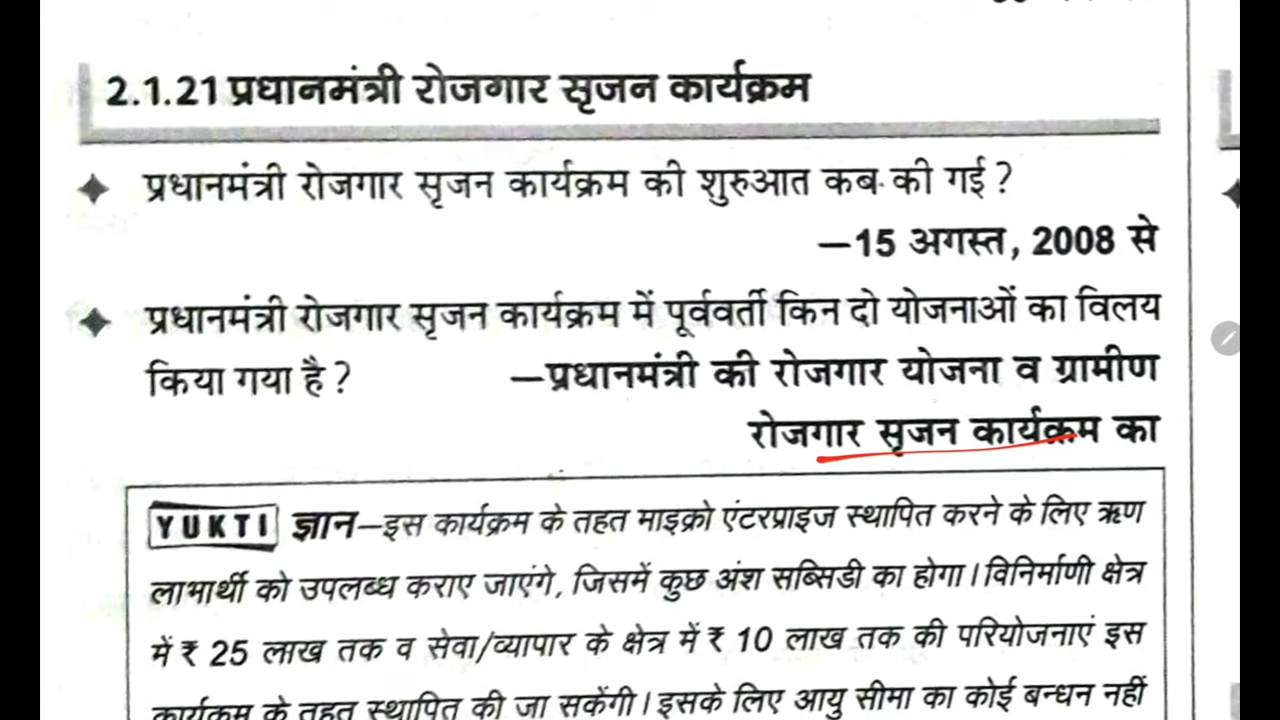 2.1.21 प्रधानमंत्री रोजगार सृजन कार्यक्रम
प्रधानमंत्री रोजगार सृजन कार्यक्रम की शुरुआत कब की गई ?
—15 अगस्त, 2008 से
प्रधानमंत्री रोजगार सृजन कार्यक्रम में पूर्ववर्ती किन दो योजनाओं का विलय
किया गया है ? —प्रधानमंत्री की रोजगार योजना व ग्रामीण
रोजगार सृजन कार्यक्रम का
YUKTI ज्ञान—इस कार्यक्रम के तहत माइक्रो एंटरप्राइज स्थापित करने के लिए ऋण
लाभार्थी को उपलब्ध कराए जाएंगे, जिसमें कुछ अंश सब्सिडी का होगा। विनिर्माणी क्षेत्र
में ₹ 25 लाख तक व सेवा/व्यापार के क्षेत्र में ₹ 10 लाख तक की परियोजनाएं इस
कार्यक्रम के तहत स्थापित की जा सकेंगी। इसके लिए आयु सीमा का कोई बन्धन नहीं